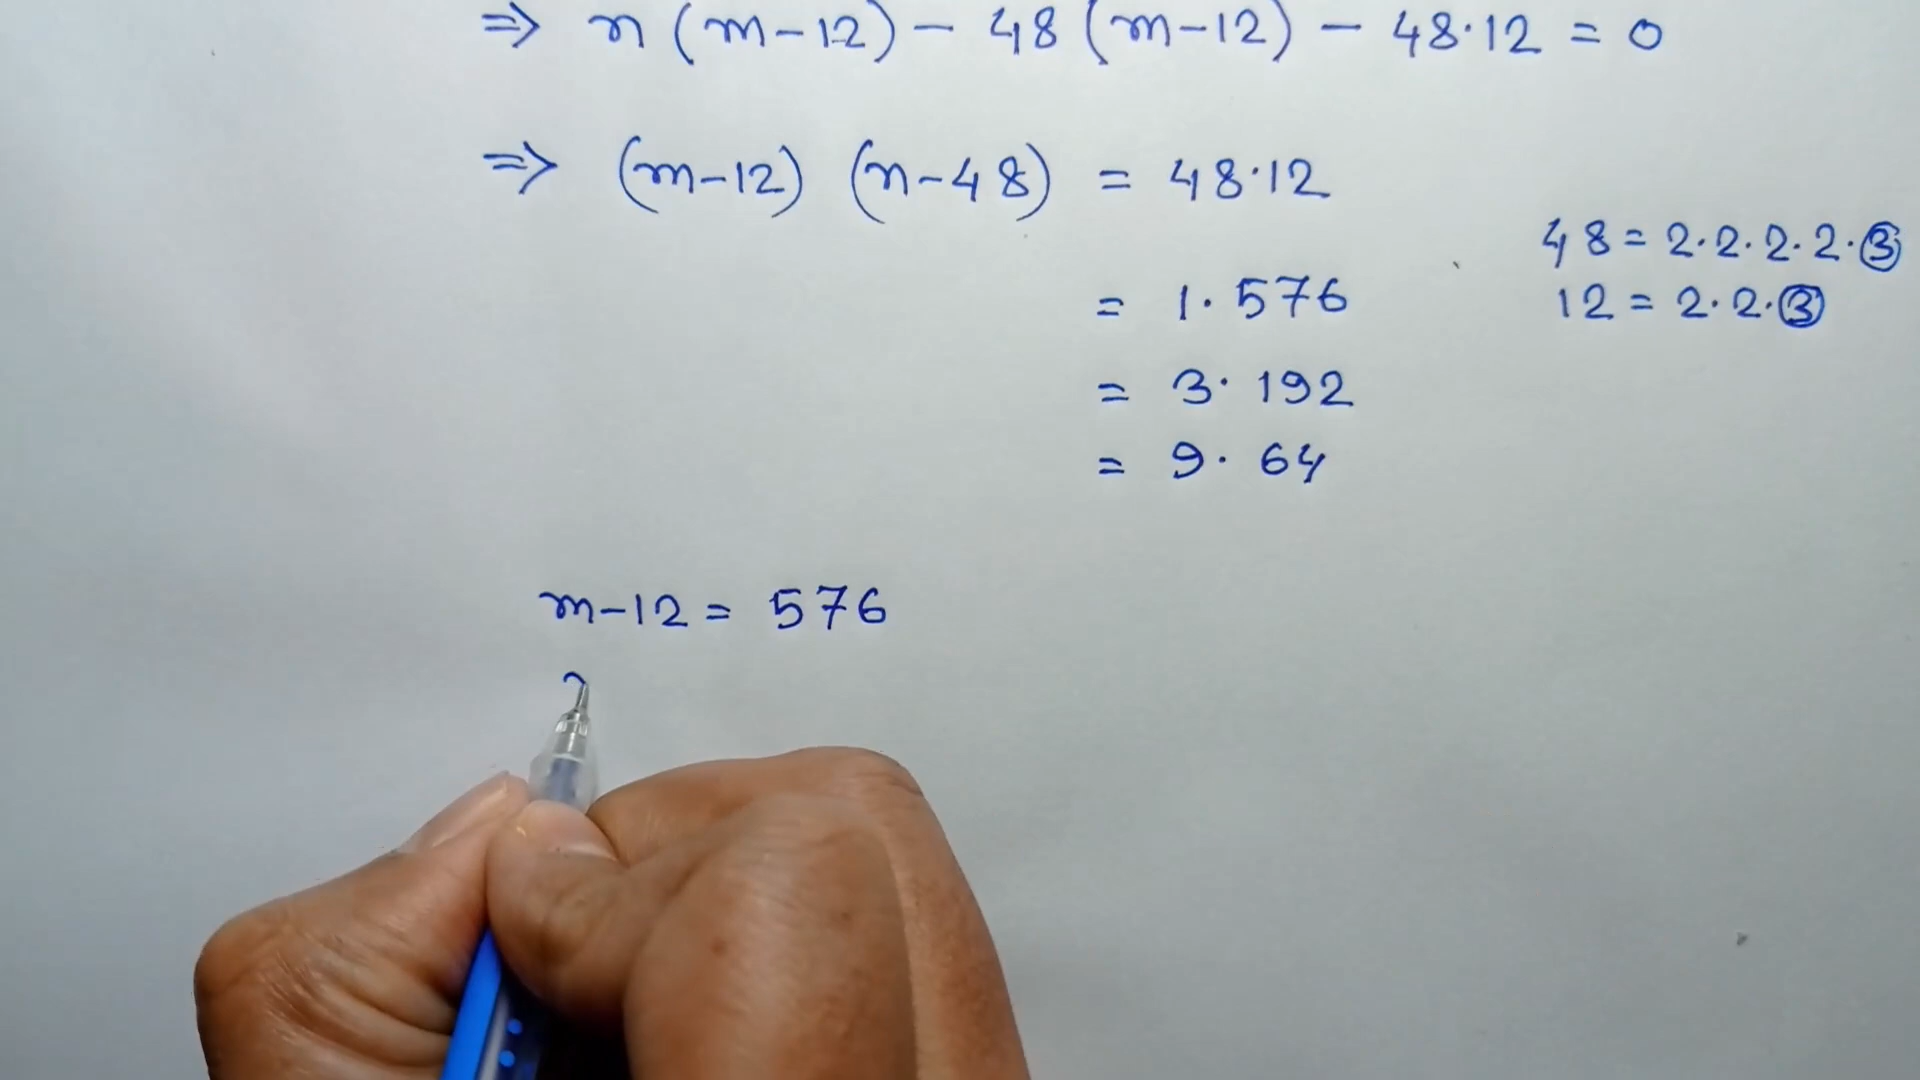 ⇒ n (m-12) - 48 (m-12) - 48·12 = 0
⇒ (m-12) (n-48) = 48·12
48 = 2·2·2·2·3
= 1·576
12 = 2·2·3
= 3·192
= 9·64
m-12 = 576